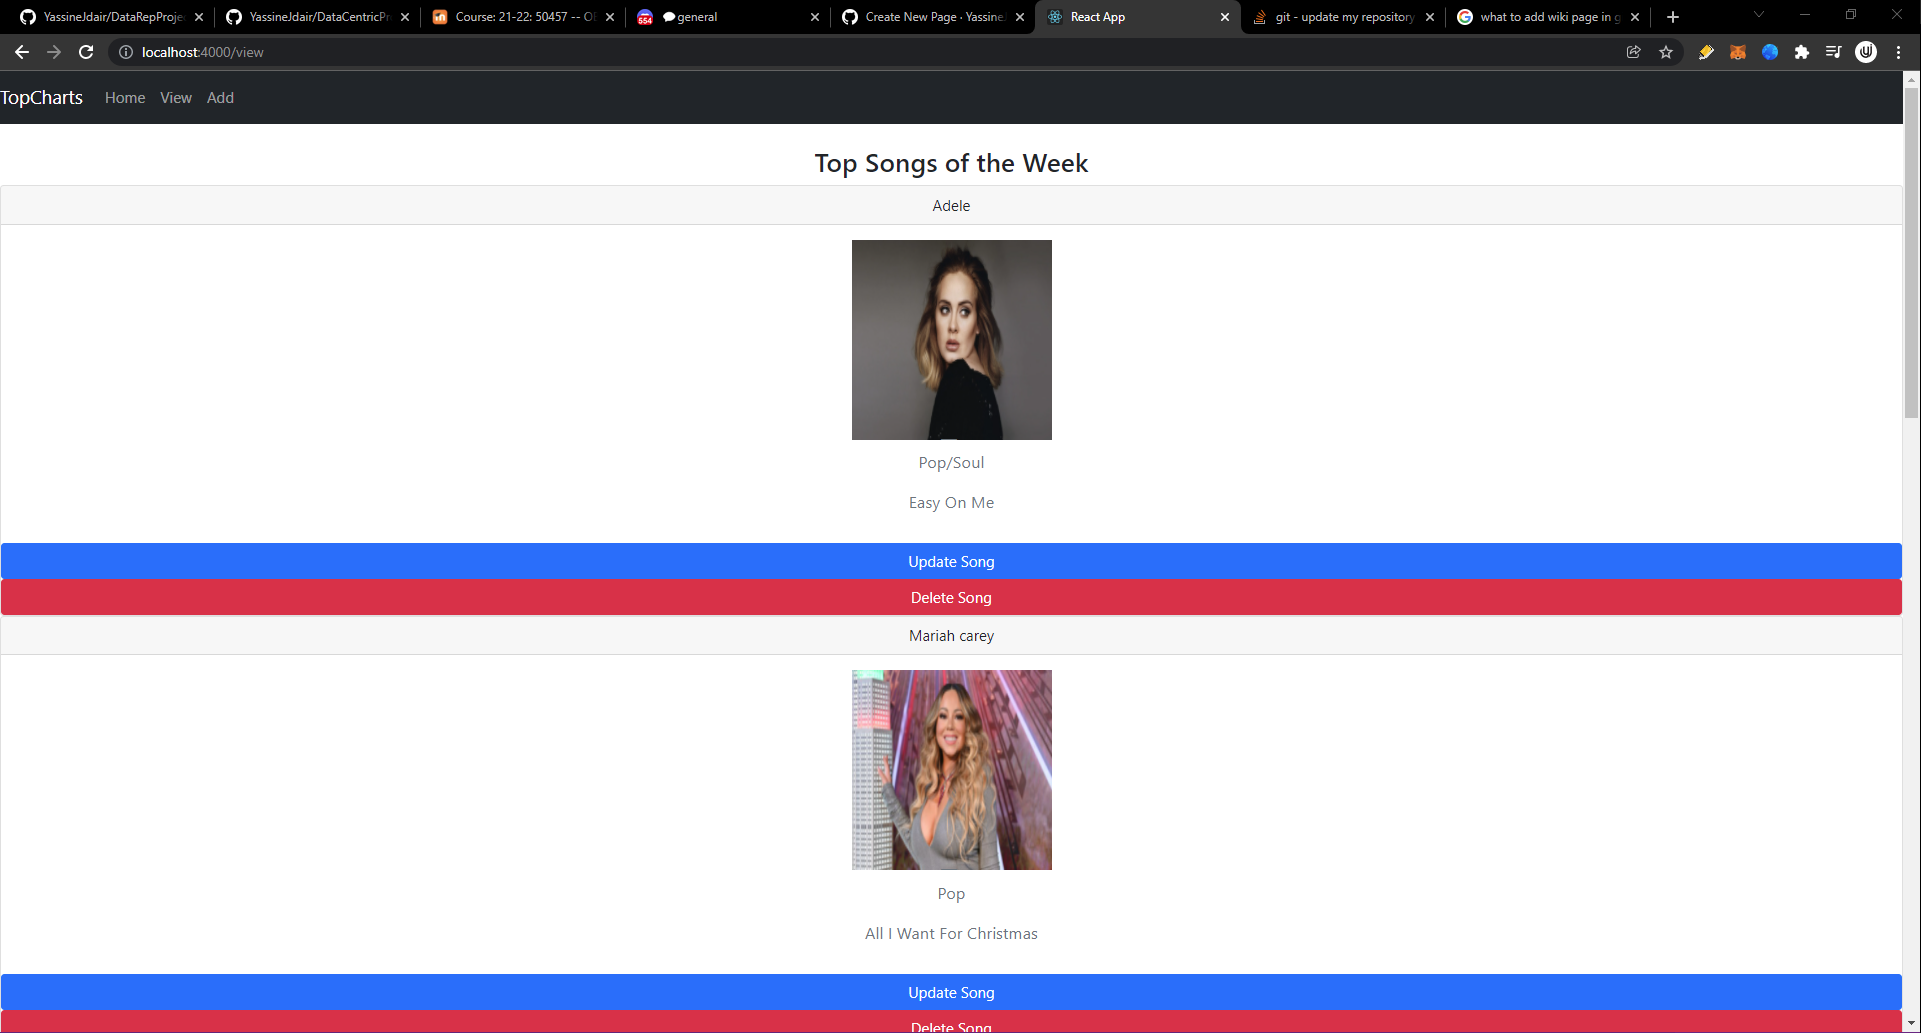 YassineJdair/DataRepProje
YassineJdair/DataCentricPr
Course: 21-22: 50457 -- O
554
general
Create New Page · Yassine
React App
git - update my repository
what to add wiki page in g
localhost:4000/view
TopCharts Home View Add
Top Songs of the Week
Adele
Pop/Soul
Easy On Me
Update Song
Delete Song
Mariah carey
Pop
All I Want For Christmas
Update Song
Delete Song